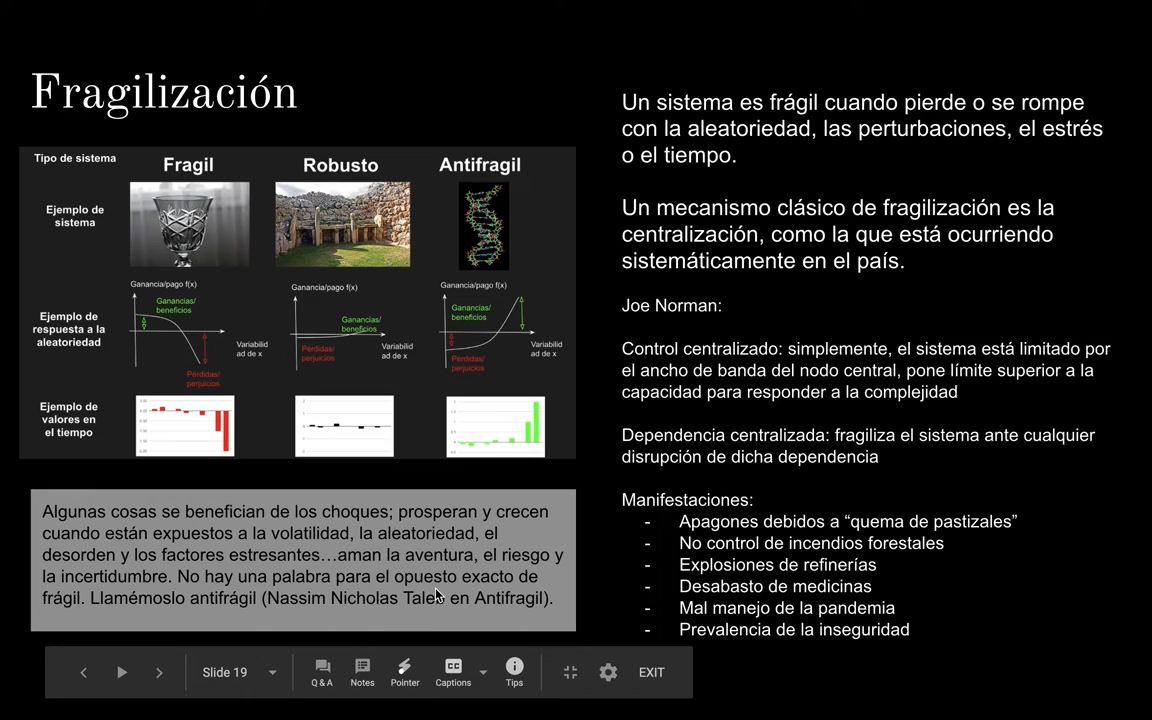 Fragilización
Tipo de sistema
Fragil
Robusto
Antifragil
Ejemplo de
sistema
Ejemplo de
respuesta a la
aleatoriedad
Ganancia/pago f(x)
Ganancias/
beneficios
Variabilid
ad de x
Pérdidas/
perjuicios
Ganancia/pago f(x)
Ganancias/
beneficios
Pérdidas/
perjuicios
Variabilid
ad de x
Ganancia/pago f(x)
Ganancias/
beneficios
Pérdidas/
perjuicios
Variabilid
ad de x
Ejemplo de
valores en
el tiempo
Algunas cosas se benefician de los choques; prosperan y crecen
cuando están expuestos a la volatilidad, la aleatoriedad, el
desorden y los factores estresantes…aman la aventura, el riesgo y
la incertidumbre. No hay una palabra para el opuesto exacto de
frágil. Llamémoslo antifrágil (Nassim Nicholas Taleb en Antifragil).
Un sistema es frágil cuando pierde o se rompe
con la aleatoriedad, las perturbaciones, el estrés
o el tiempo.
Un mecanismo clásico de fragilización es la
centralización, como la que está ocurriendo
sistemáticamente en el país.
Joe Norman:
Control centralizado: simplemente, el sistema está limitado por
el ancho de banda del nodo central, pone límite superior a la
capacidad para responder a la complejidad
Dependencia centralizada: fragiliza el sistema ante cualquier
disrupción de dicha dependencia
Manifestaciones:
- Apagones debidos a “quema de pastizales”
- No control de incendios forestales
- Explosiones de refinerías
- Desabasto de medicinas
- Mal manejo de la pandemia
- Prevalencia de la inseguridad
Slide 19
Q & A
Notes
Pointer
CC
Captions
Tips
EXIT